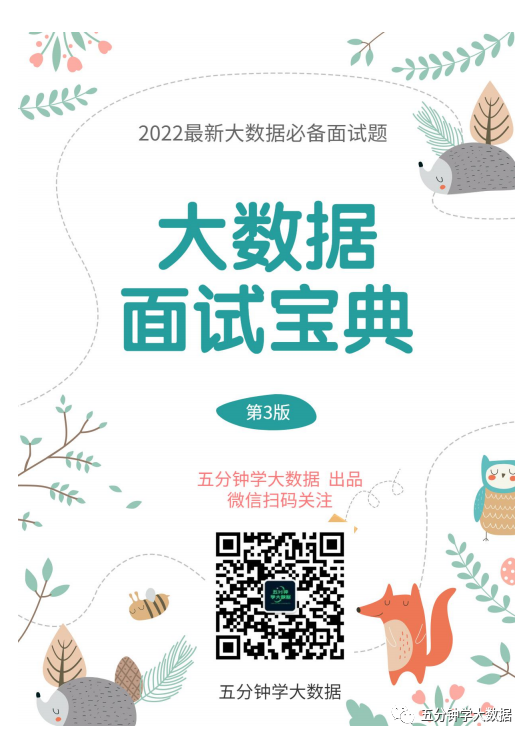 2022最新大数据必备面试题
大数据
面试宝典
第3版
五分钟学大数据 出品
微信扫码关注
五分钟
学大数据
五分钟学大数据
五分钟学大数据